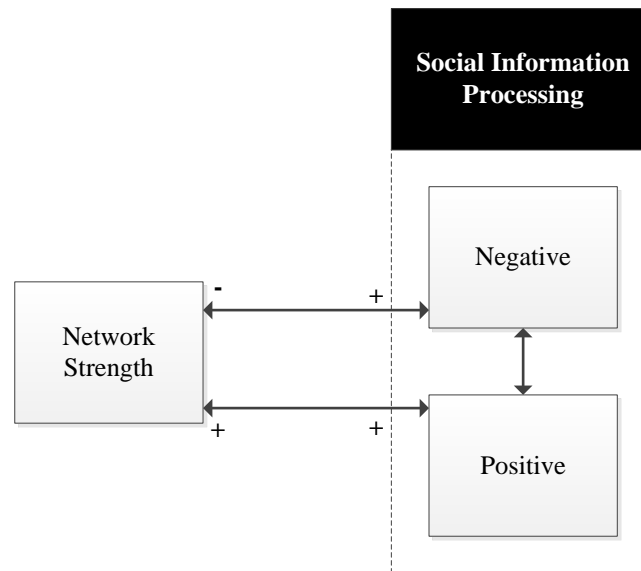 Social Information
Processing
Negative
- +
Network
Strength
+ +
Positive